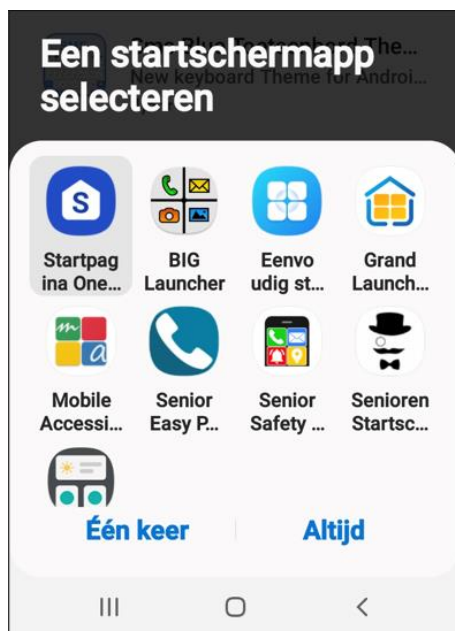 Een startschermapp
selecteren
New keyboard Theme for Androi...
S
Startpag
ina One...
BIG
Launcher
Eenvo
udig st...
Grand
Launch...
m
a
Mobile
Accessi...
Senior
Easy P...
Senior
Safety ...
Senioren
Startsc...
Één keer
Altijd